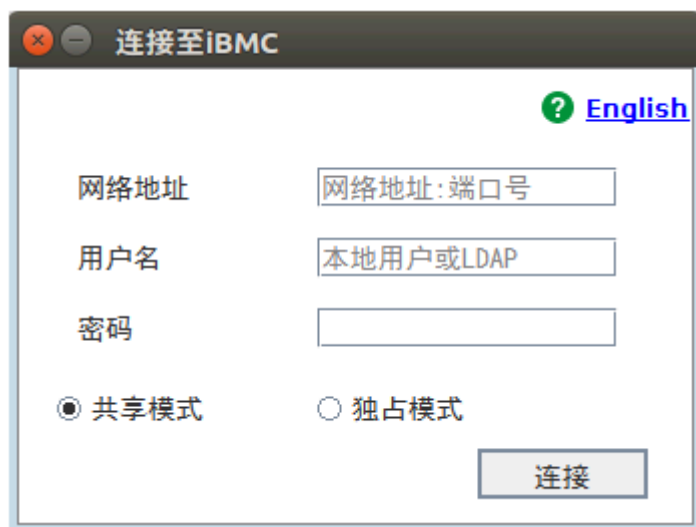 连接至iBMC
? English
网络地址 网络地址:端口号
用户名 本地用户或LDAP
密码
共享模式 独占模式
连接